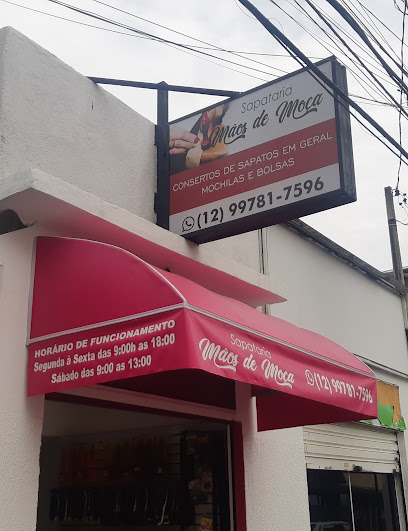 Sapataria
Mãos de Moça
CONSERTOS DE SAPATOS EM GERAL
MOCHILAS E BOLSAS
(12) 99781-7596
HORÁRIO DE FUNCIONAMENTO
Segunda à Sexta das 9:00h as 18:00
Sábado das 9:00 as 13:00
Sapataria
Mãos de Moça
(12) 99781-7596